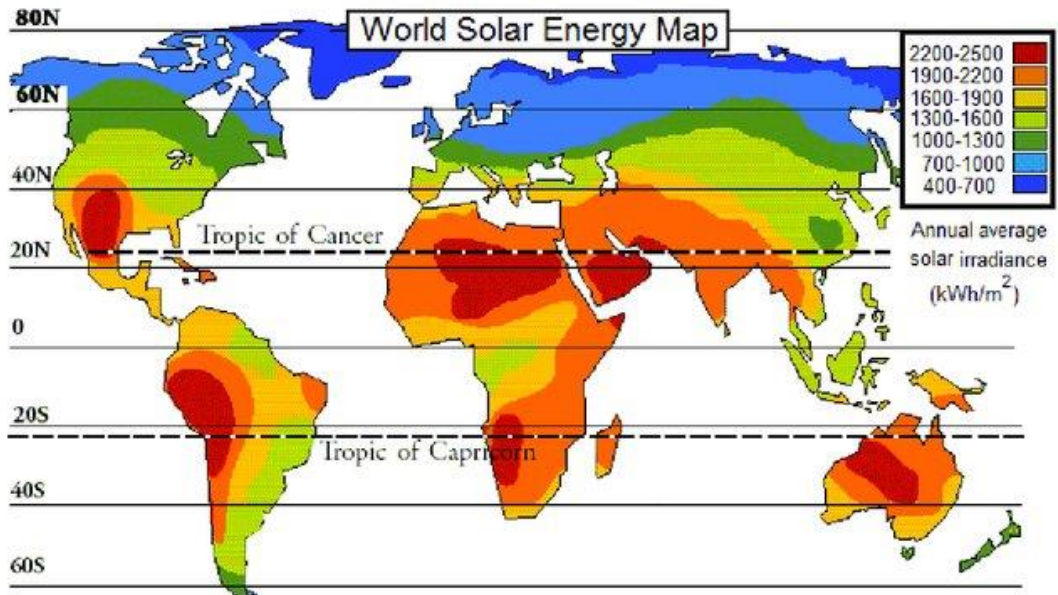 World Solar Energy Map
80N
60N
40N
Tropic of Cancer
20N
0
20S
Tropic of Capricorn
40S
60S
2200-2500
1900-2200
1600-1900
1300-1600
1000-1300
700-1000
400-700
Annual average
solar irradiance
(kWh/m²)